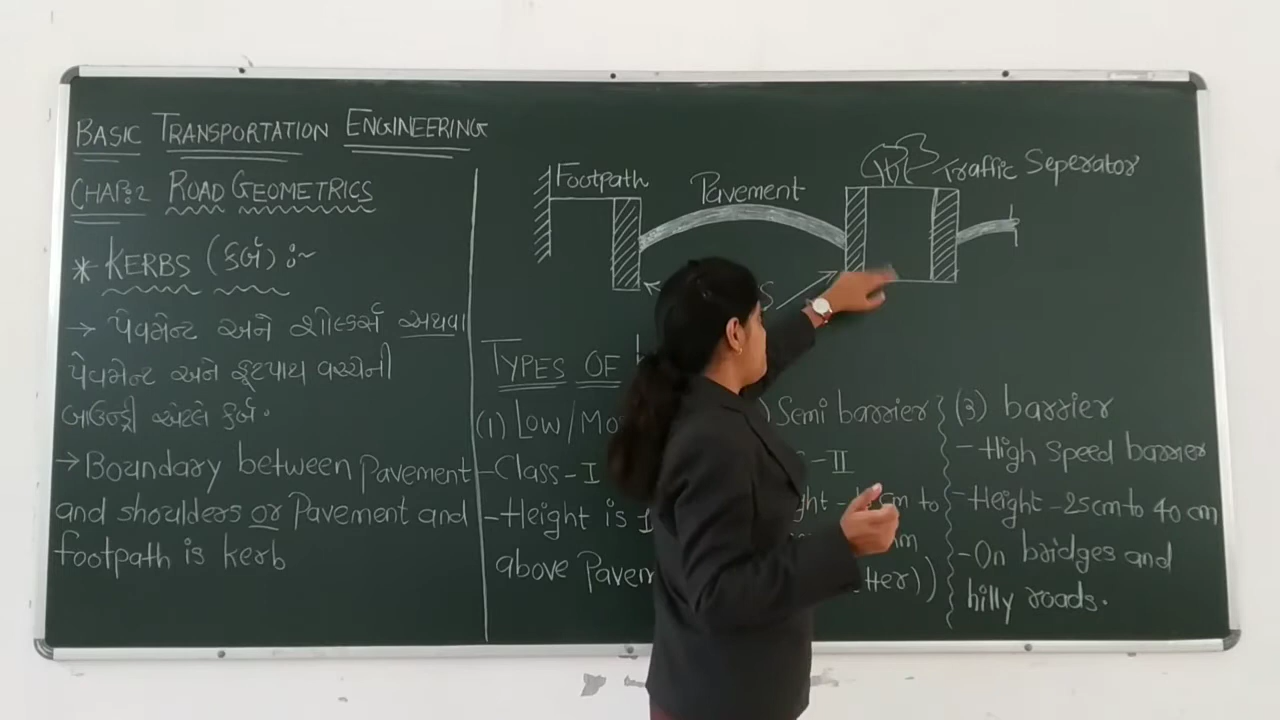 BASIC TRANSPORTATION ENGINEERING
CHAP:2 ROAD GEOMETRICS
* KERBS (કર્બ) :~
→ પેવમેન્ટ અને શોલ્ડર્સ અથવા
પેવમેન્ટ અને ફૂટપાથ વચ્ચેની
બાઉન્ડ્રી એટલે કર્બ.
→ Boundary between pavement
and shoulders or Pavement and
footpath is kerb
Footpath
Pavement
Traffic Seperator
TYPES OF
(1) Low/Mo
- Class-I
- Height is 1
above Pavem
) Semi barrier
- II
ght - cm to
m
tter))
(3) barrier
- High Speed barrier
- Height - 25cm to 40 cm
- On bridges and
hilly roads.